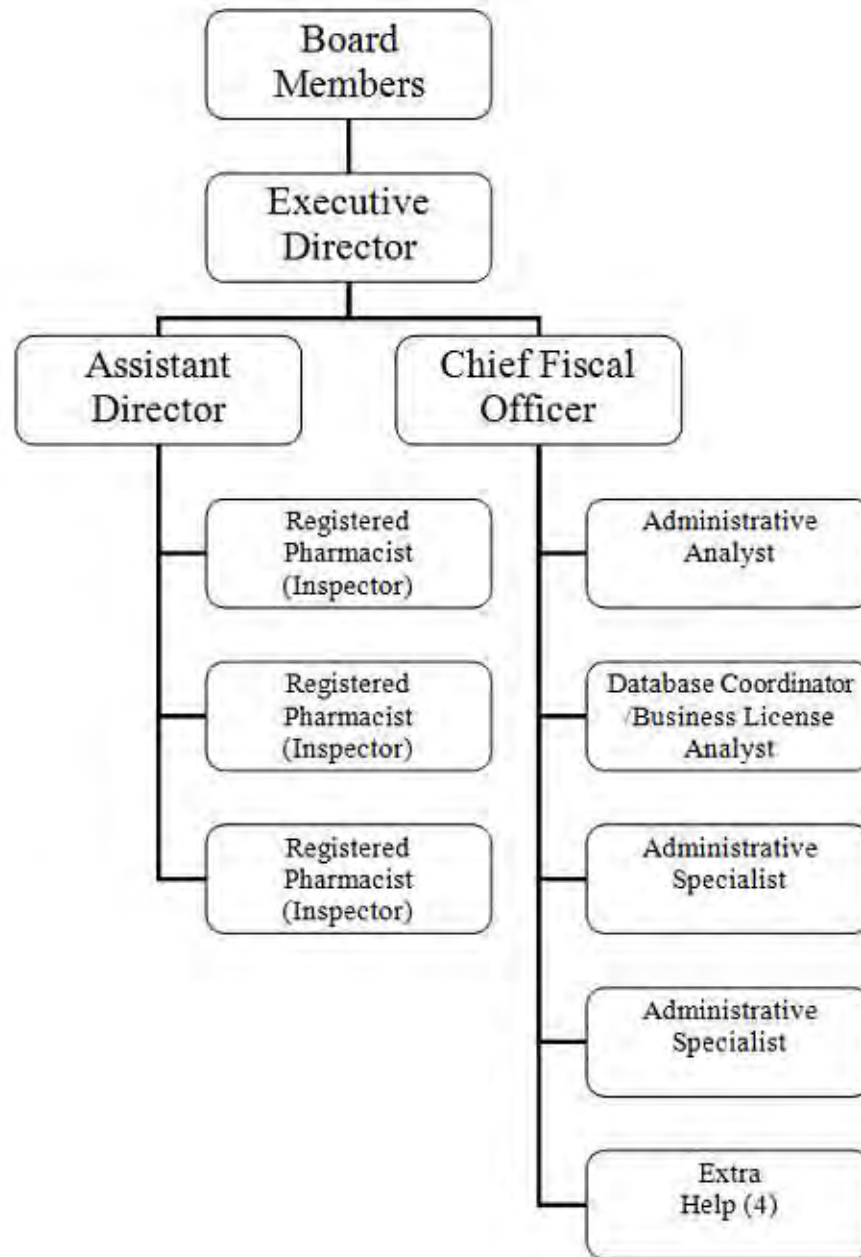 Board
Members
Executive
Director
Assistant
Director
Chief Fiscal
Officer
Registered
Pharmacist
(Inspector)
Administrative
Analyst
Registered
Pharmacist
(Inspector)
Database Coordinator
/Business License
Analyst
Registered
Pharmacist
(Inspector)
Administrative
Specialist
Administrative
Specialist
Extra
Help (4)